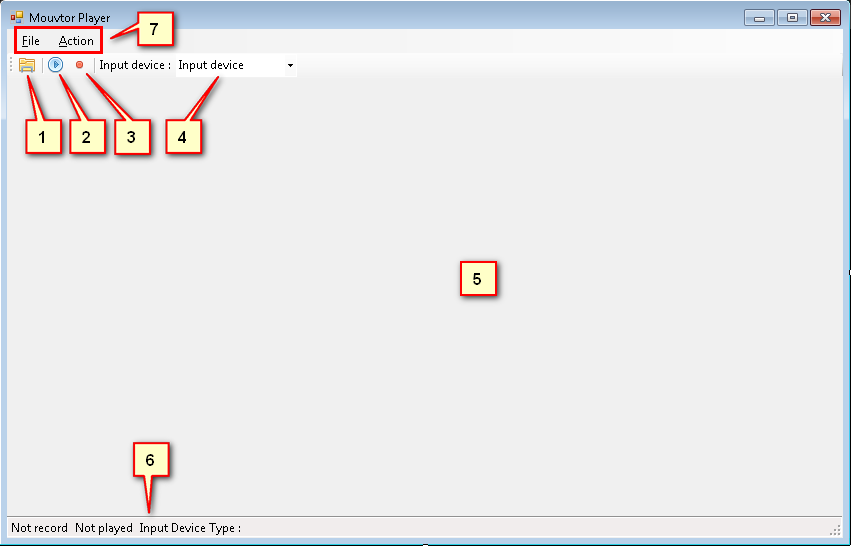 Mouvtor Player
7
File Action
Input device : Input device
1 2 3 4
5
6
Not record Not played Input Device Type :